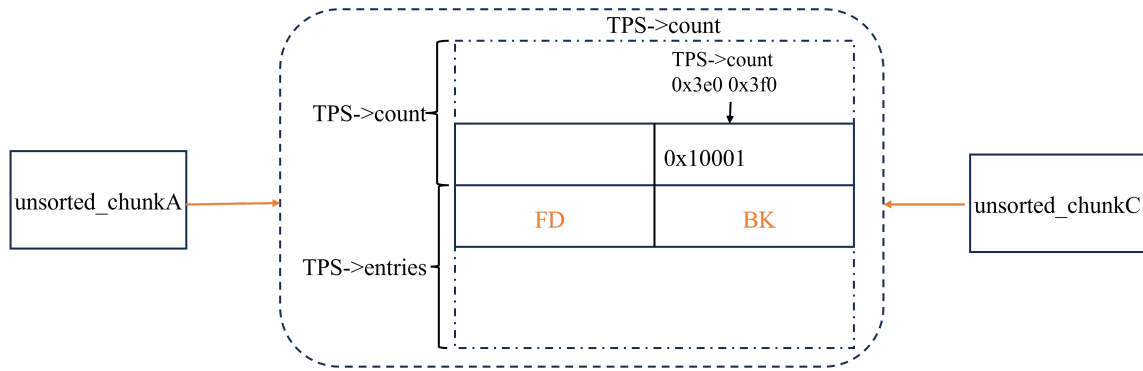 TPS->count
TPS->count
0x3e0 0x3f0
TPS->count
0x10001
unsorted_chunkA
unsorted_chunkC
FD
BK
TPS->entries